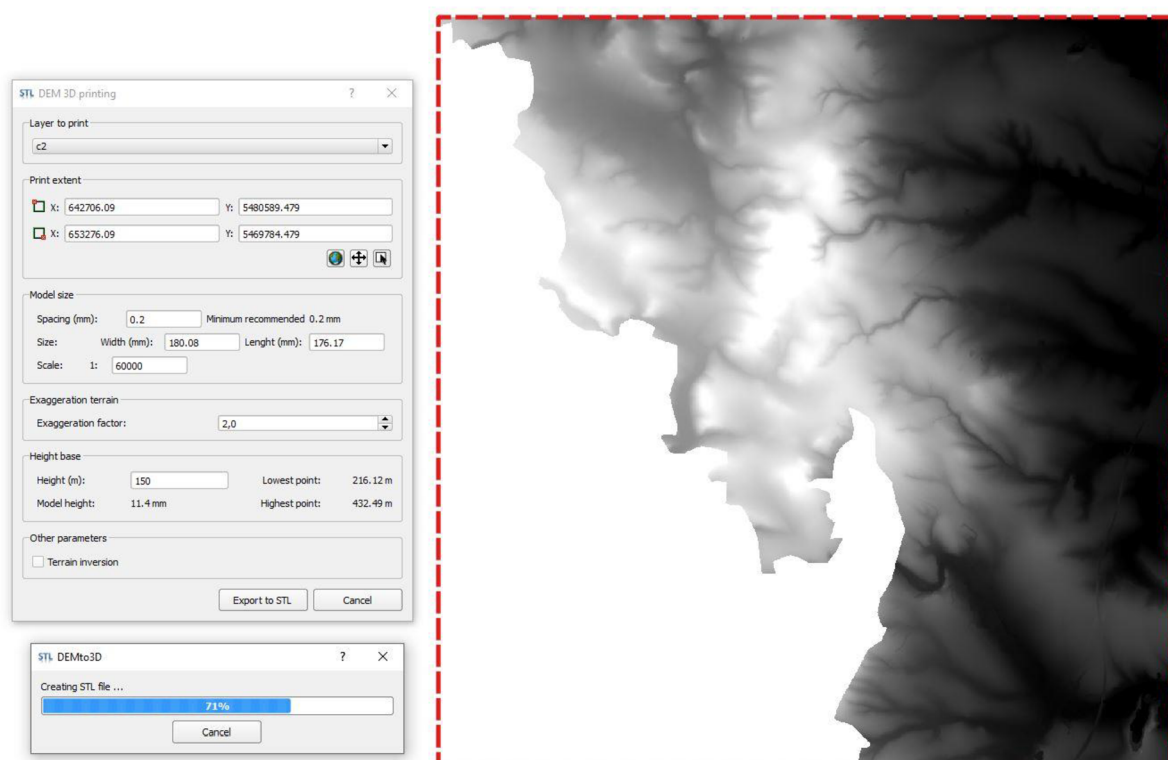 STL DEM 3D printing ? ×
Layer to print
c2
Print extent
X: 642706.09 Y: 5480589.479
X: 653276.09 Y: 5469784.479
Model size
Spacing (mm): 0.2 Minimum recommended 0.2 mm
Size: Width (mm): 180.08 Lenght (mm): 176.17
Scale: 1: 60000
Exaggeration terrain
Exaggeration factor: 2,0
Height base
Height (m): 150 Lowest point: 216.12 m
Model height: 11.4 mm Highest point: 432.49 m
Other parameters
Terrain inversion
Export to STL Cancel
STL DEMto3D ? ×
Creating STL file ...
71%
Cancel